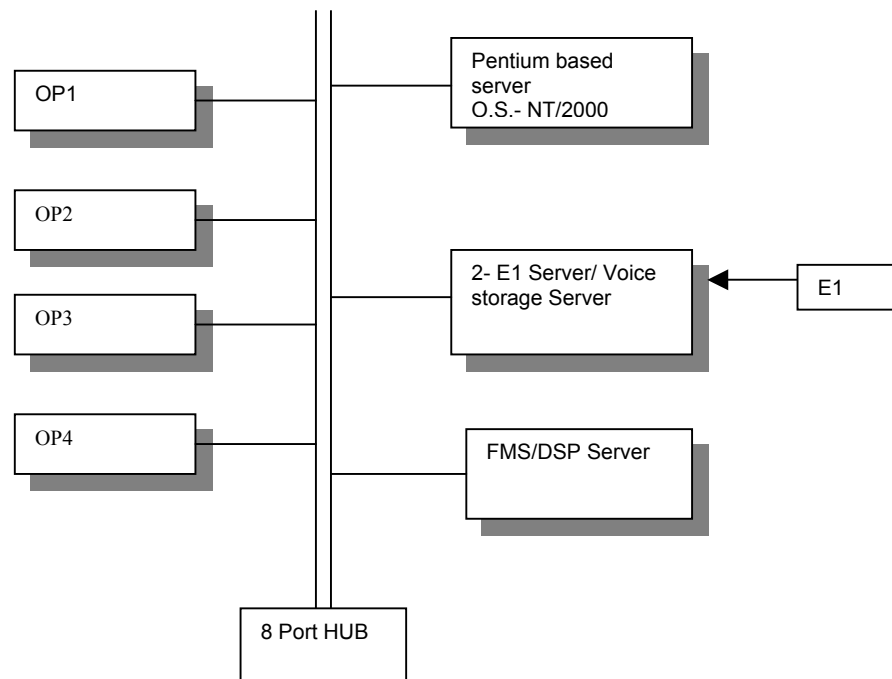 OP1
OP2
OP3
OP4
Pentium based
server
O.S.- NT/2000
2- E1 Server/ Voice
storage Server
E1
FMS/DSP Server
8 Port HUB